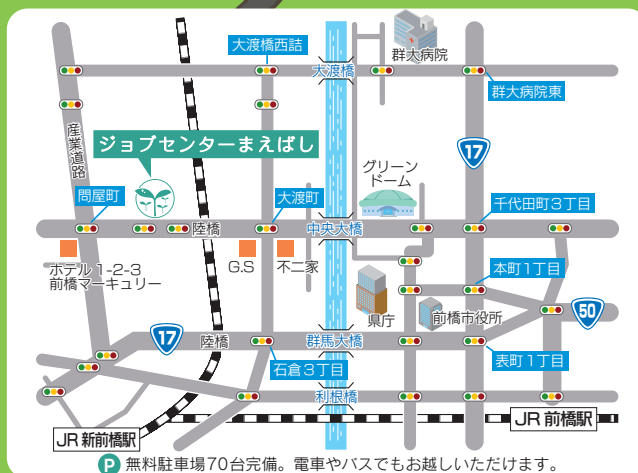 大渡橋西詰
群大病院
大渡橋
群大病院東
産業道路
ジョブセンターまえばし
17
グリーン
ドーム
問屋町
大渡町
千代田町3丁目
陸橋
中央大橋
ホテル 1-2-3
前橋マーキュリー
G.S
不二家
本町1丁目
県庁
前橋市役所
50
17
陸橋
群馬大橋
石倉3丁目
表町1丁目
利根橋
JR 新前橋駅
JR 前橋駅
P 無料駐車場70台完備。電車やバスでもお越しいただけます。